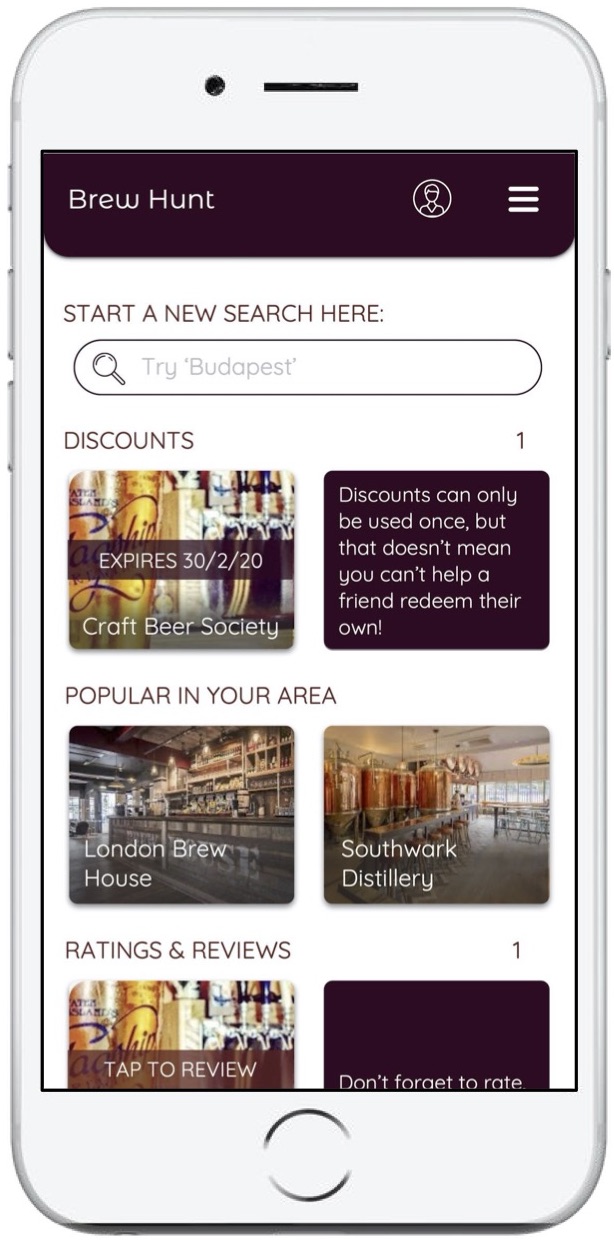 Brew Hunt
START A NEW SEARCH HERE:
Try ‘Budapest’
DISCOUNTS 1
EXPIRES 30/2/20
Craft Beer Society
Discounts can only
be used once, but
that doesn’t mean
you can’t help a
friend redeem their
own!
POPULAR IN YOUR AREA
London Brew
House
Southwark
Distillery
RATINGS & REVIEWS 1
TAP TO REVIEW
Don’t forget to rate,